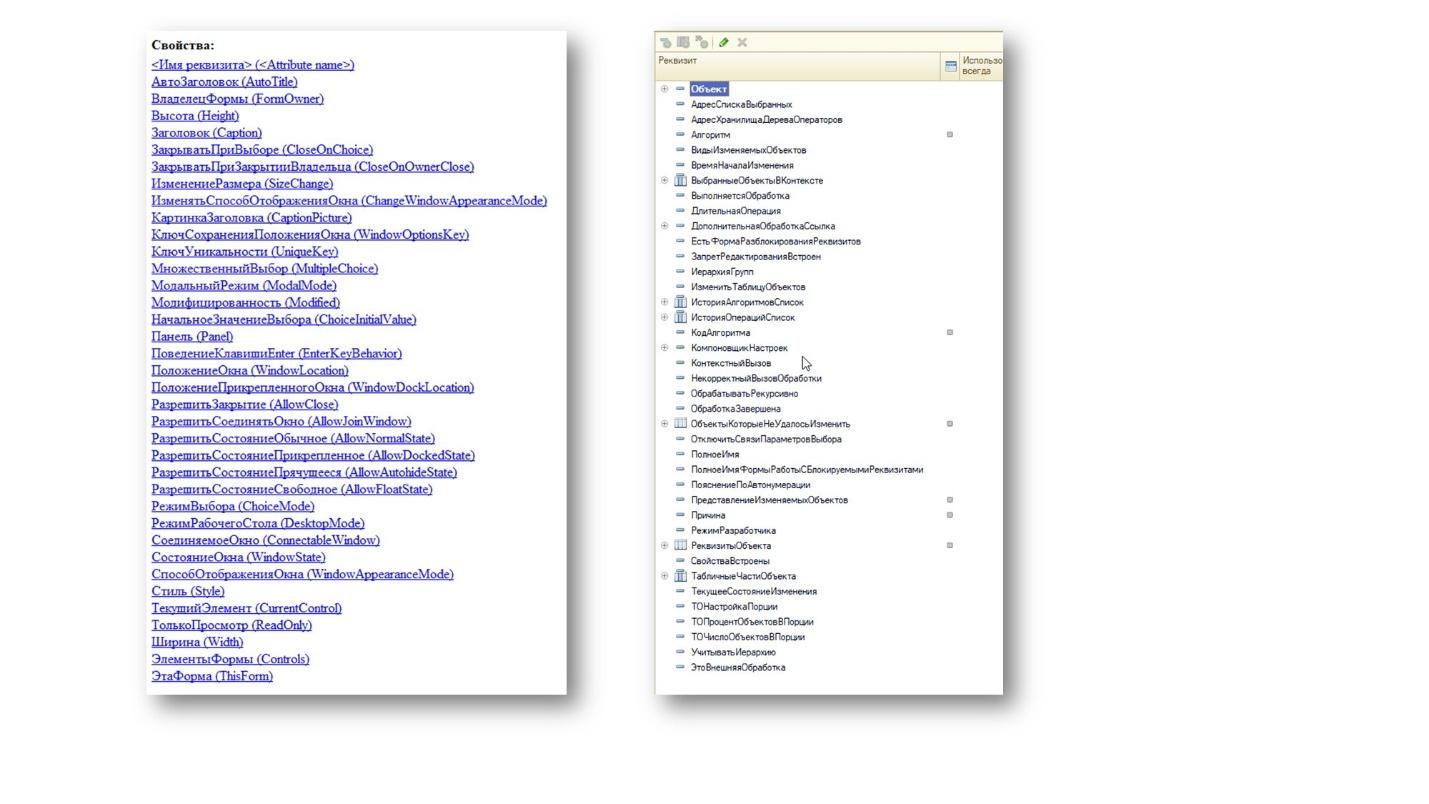 Свойства:
<Имя реквизита> (<Attribute name>)
АвтоЗаголовок (AutoTitle)
ВладелецФормы (FormOwner)
Высота (Height)
Заголовок (Caption)
ЗакрыватьПриВыборе (CloseOnChoice)
ЗакрыватьПриЗакрытииВладельца (CloseOnOwnerClose)
ИзменениеРазмера (SizeChange)
ИзменятьСпособОтображенияОкна (ChangeWindowAppearanceMode)
КартинкаЗаголовка (CaptionPicture)
КлючСохраненияПоложенияОкна (WindowOptionsKey)
КлючУникальности (UniqueKey)
МножественныйВыбор (MultipleChoice)
МодальныйРежим (ModalMode)
Модифицированность (Modified)
НачальноеЗначениеВыбора (ChoiceInitialValue)
Панель (Panel)
ПоведениеКлавишиEnter (EnterKeyBehavior)
ПоложениеОкна (WindowLocation)
ПоложениеПрикрепленногоОкна (WindowDockLocation)
РазрешитьЗакрытие (AllowClose)
РазрешитьСоединятьОкно (AllowJoinWindow)
РазрешитьСостояниеОбычное (AllowNormalState)
РазрешитьСостояниеПрикрепленное (AllowDockedState)
РазрешитьСостояниеПрячущееся (AllowAutohideState)
РазрешитьСостояниеСвободное (AllowFloatState)
РежимВыбора (ChoiceMode)
РежимРабочегоСтола (DesktopMode)
СоединяемоеОкно (ConnectableWindow)
СостояниеОкна (WindowState)
СпособОтображенияОкна (WindowAppearanceMode)
Стиль (Style)
ТекущийЭлемент (CurrentControl)
ТолькоПросмотр (ReadOnly)
Ширина (Width)
ЭлементыФормы (Controls)
ЭтаФорма (ThisForm)
Реквизит
Использо
всегда
Объект
АдресСпискаВыбранных
АдресХранилищаДереваОператоров
Алгоритм
ВидыИзменяемыхОбъектов
ВремяНачалаИзменения
ВыбранныеОбъектыВКонтексте
ВыполняетсяОбработка
ДлительнаяОперация
ДополнительнаяОбработкаСсылка
ЕстьФормаРазблокированияРеквизитов
ЗапретРедактированияВстроен
ИерархияГрупп
ИзменитьТаблицуОбъектов
ИсторияАлгоритмовСписок
ИсторияОперацийСписок
КодАлгоритма
КомпоновщикНастроек
КонтекстныйВызов
НекорректныйВызовОбработки
ОбрабатыватьРекурсивно
ОбработкаЗавершена
ОбъектыКоторыеНеУдалосьИзменить
ОтключитьСвязиПараметровВыбора
ПолноеИмя
ПолноеИмяФормыРаботыСБлокируемымиРеквизитами
ПояснениеПоАвтонумерации
ПредставлениеИзменяемыхОбъектов
Причина
РежимРазработчика
РеквизитыОбъекта
СвойстваВстроены
ТабличныеЧастиОбъекта
ТекущееСостояниеИзменения
ТОНастройкаПорции
ТОПроцентОбъектовВПорции
ТОЧислоОбъектовВПорции
УчитыватьИерархию
ЭтоВнешняяОбработка